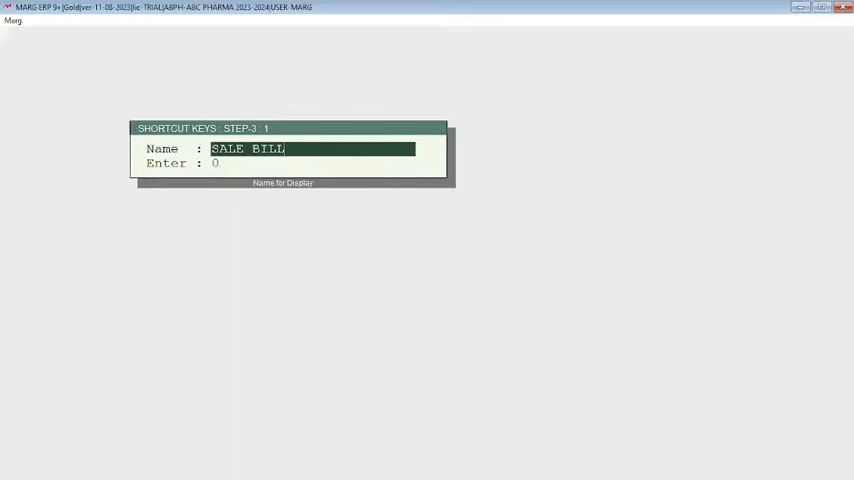 MARG ERP 9+|Gold|ver-11-08-2023|lic-TRIAL|ABPH-ABC PHARMA 2023-2024|USER-MARG
Marg
SHORTCUT KEYS : STEP-3 : 1
Name : SALE BILL
Enter : 0
Name for Display